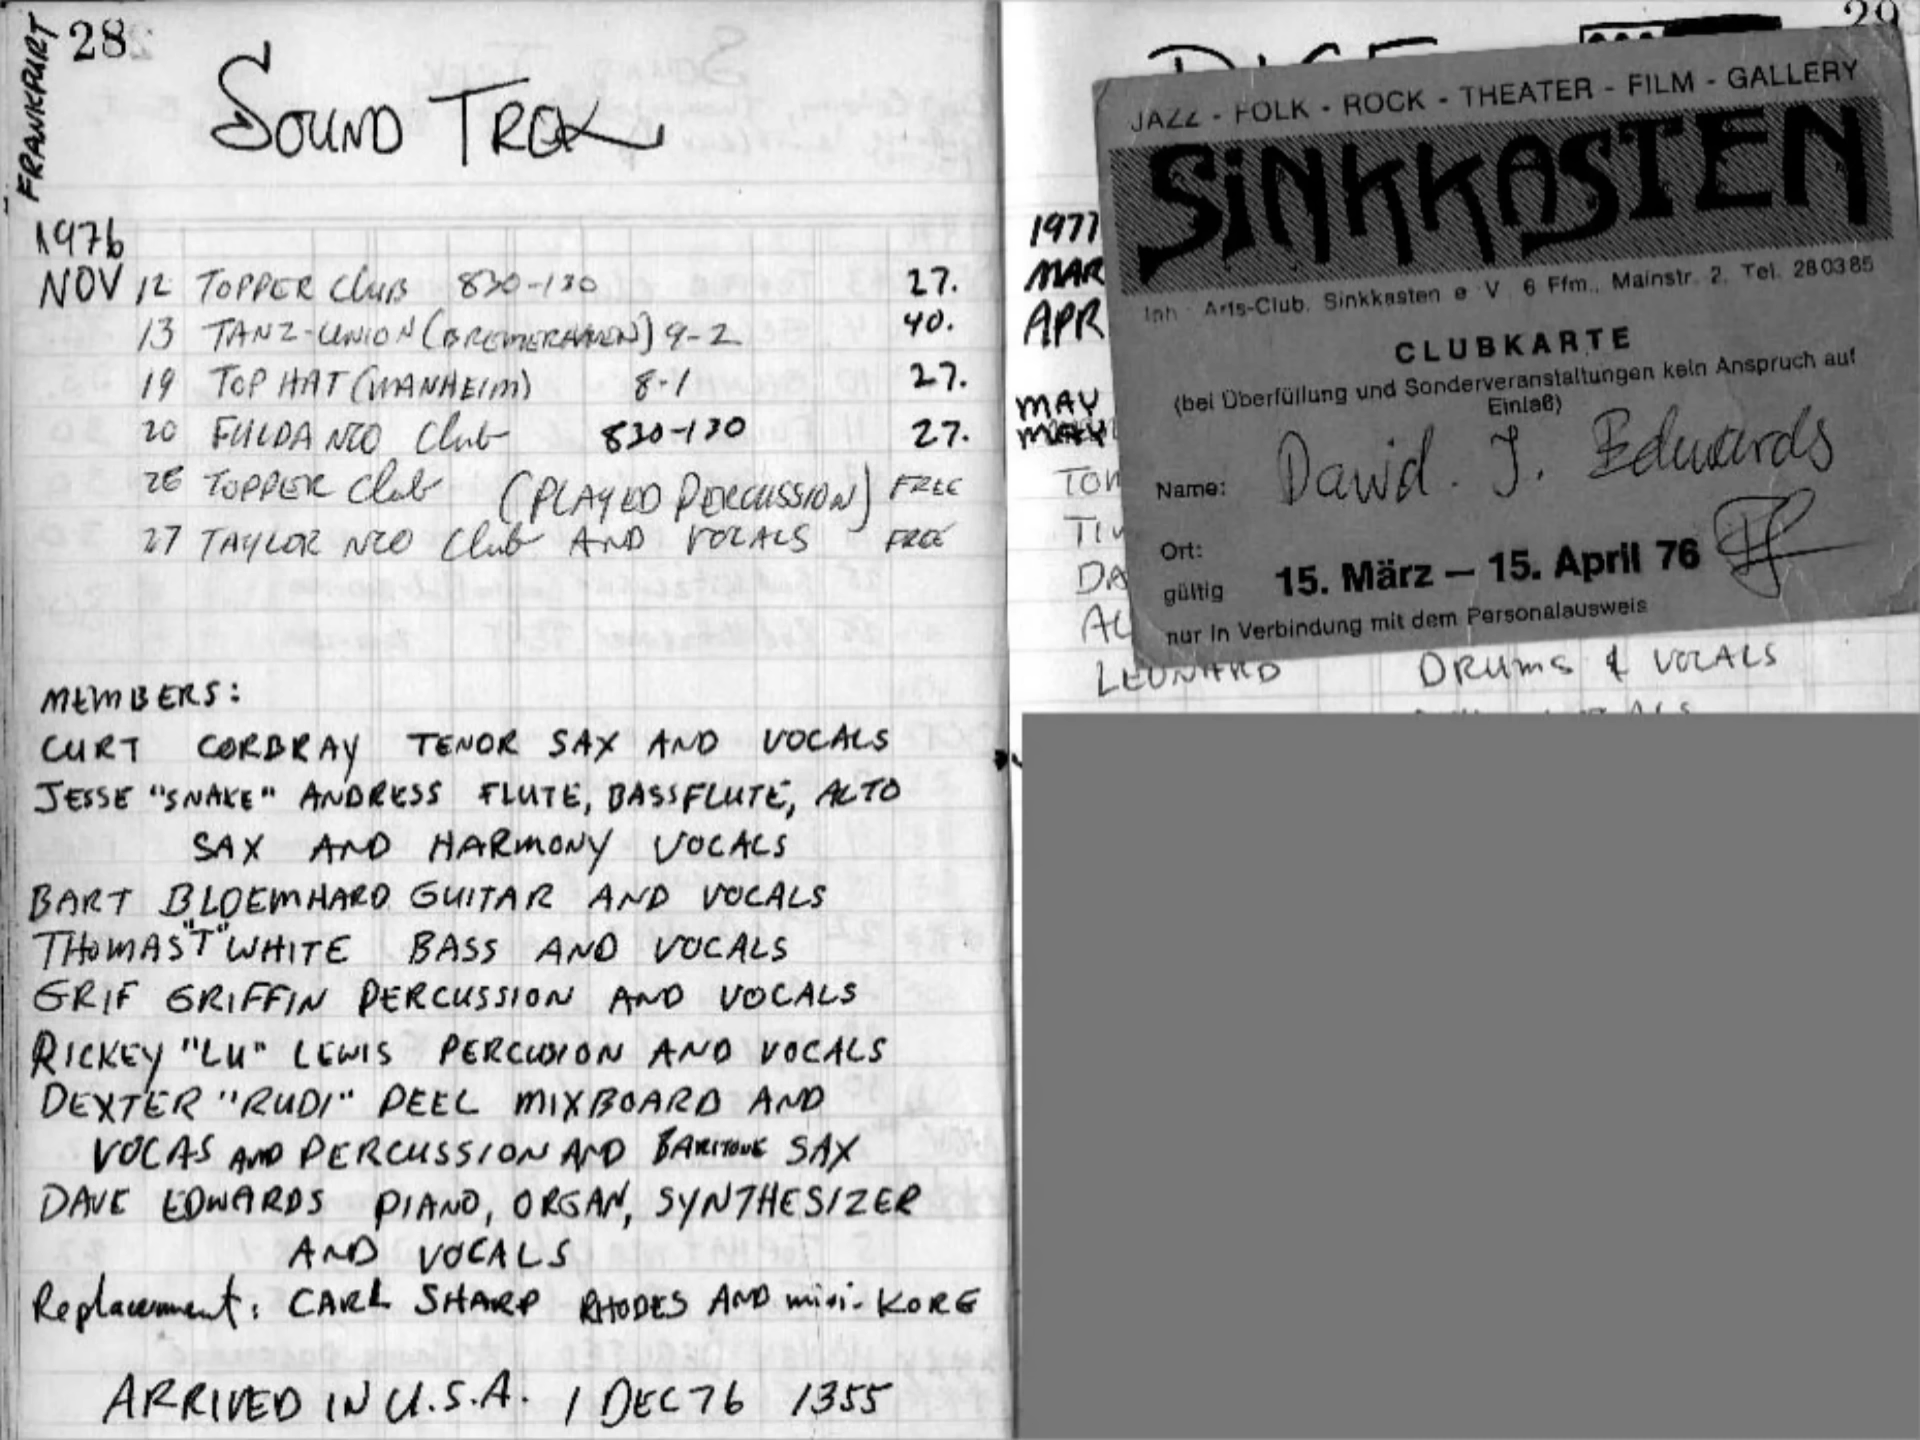 FRANKFURT
28
SOUND TREK
1976
NOV 12 TOPPER Club 830-130 27.
13 TANZ-UNION (BREMERHAVEN) 9-2 40.
19 TOP HAT (MANHEIM) 8-1 27.
20 FULDA NCO Club 830-130 27.
26 TOPPER Club (PLAYED PERCUSSION) FREE
27 TAYLOR NCO Club AND VOCALS FREE
MEMBERS:
CURT CORBRAY TENOR SAX AND VOCALS
JESSE "SNAKE" ANDRESS FLUTE, BASSFLUTE, ALTO
SAX AND HARMONY VOCALS
BART BLOEMHARD GUITAR AND VOCALS
THOMAS "T" WHITE BASS AND VOCALS
GRIF GRIFFIN PERCUSSION AND VOCALS
RICKEY "LU" LEWIS PERCUSION AND VOCALS
DEXTER "RUDI" PEEL MIXBOARD AND
VOCAS AND PERCUSSION AND BARITONE SAX
DAVE EDWARDS PIANO, ORGAN, SYNTHESIZER
AND VOCALS
Replacement: CARL SHARP RHODES AND mini-KORG
ARRIVED IN U.S.A. 1 DEC 76 1355
29
JAZZ - FOLK - ROCK - THEATER - FILM - GALLERY
SINKKASTEN
Inh. Arts-Club. Sinkkasten e V 6 Ffm., Mainstr. 2, Tel. 280385
CLUBKARTE
(bei Überfüllung und Sonderveranstaltungen kein Anspruch auf
Einlaß)
Name: David. J. Edwards
Ort:
gültig 15. März – 15. April 76
nur in Verbindung mit dem Personalausweis
1977
MAR
APR
MAY
LEONARD DRUMS & VOCALS